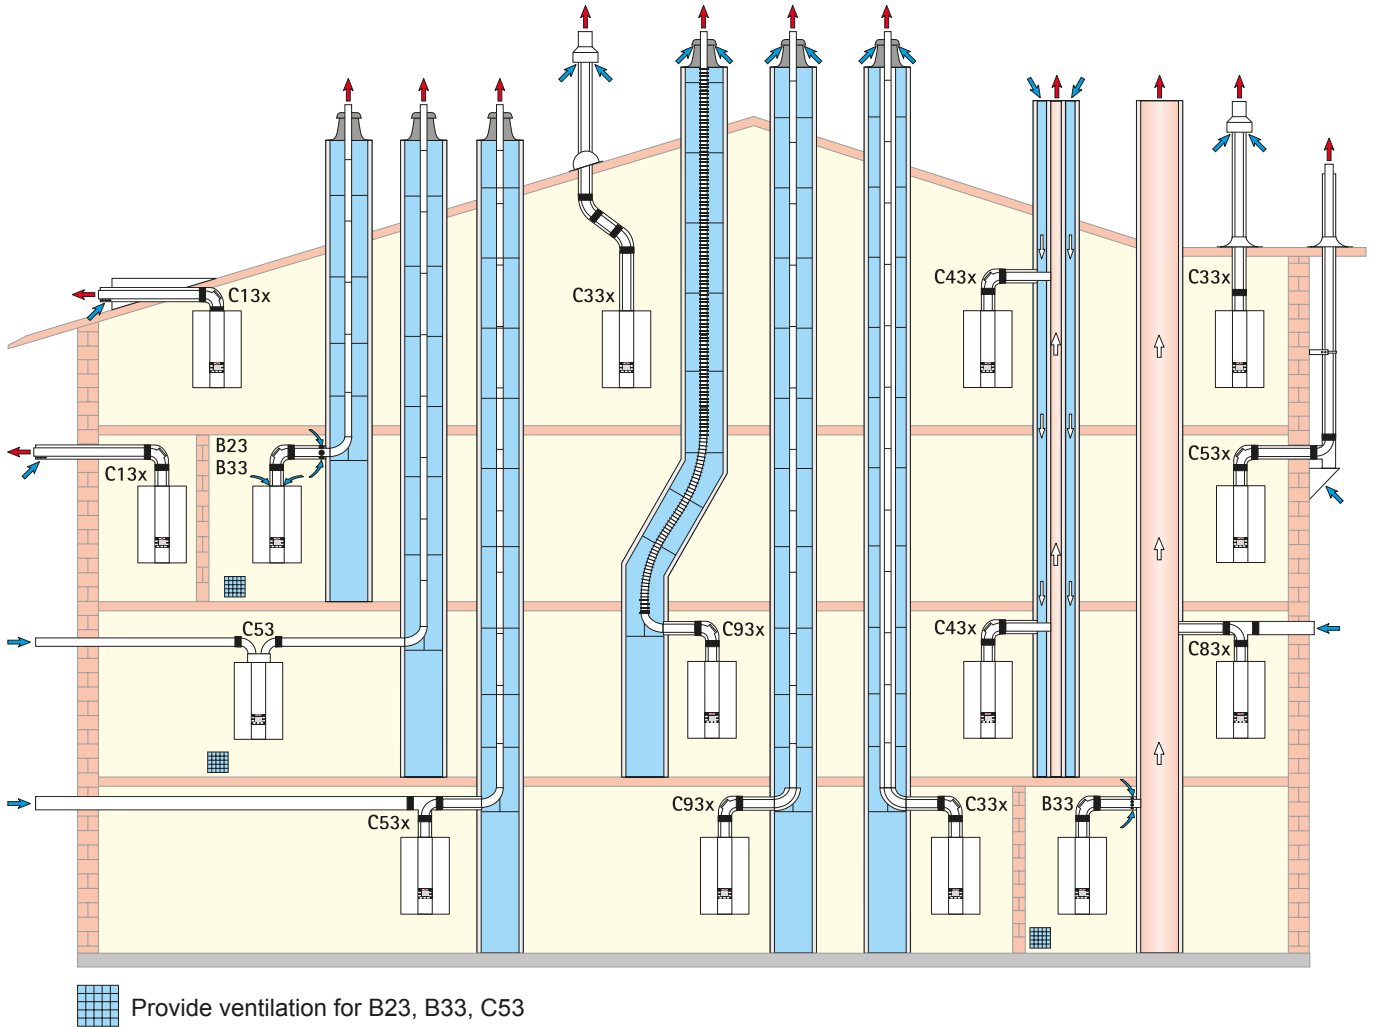 C13x
C33x
C43x
C33x
B23
B33
C13x
C53x
C53
C93x
C43x
C83x
C53x
C93x
C33x
B33
Provide ventilation for B23, B33, C53